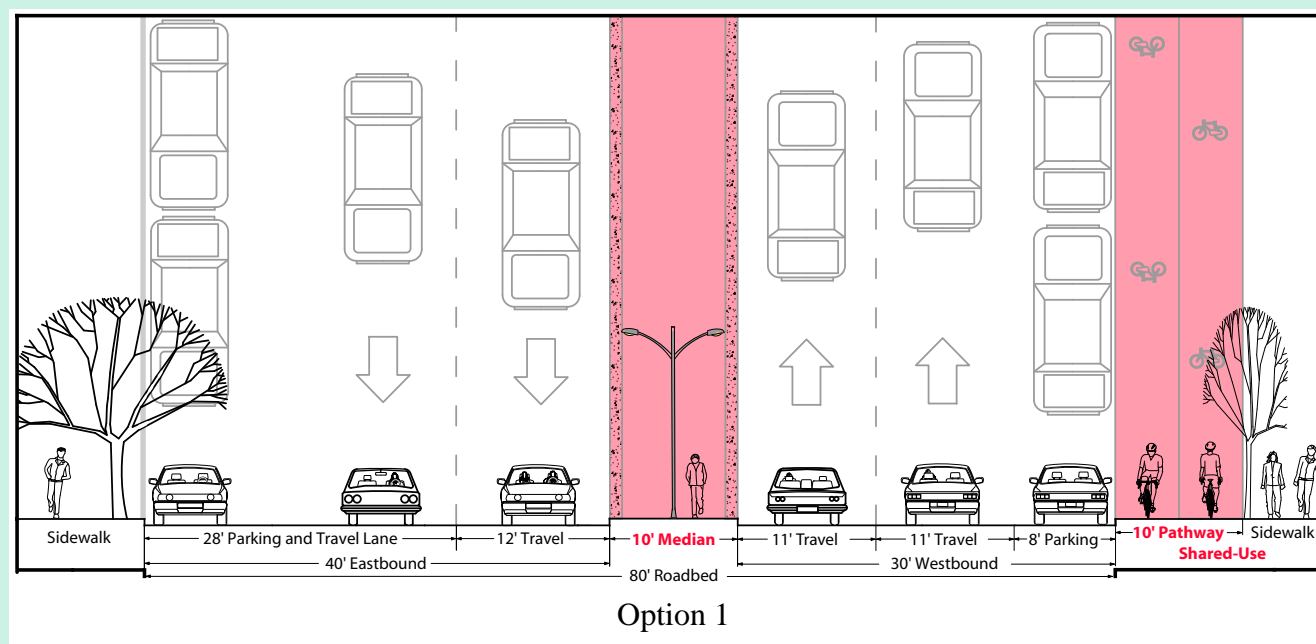 Sidewalk
28' Parking and Travel Lane
12' Travel
10' Median
11' Travel
11' Travel
8' Parking
10' Pathway
Shared-Use
Sidewalk
40' Eastbound
30' Westbound
80' Roadbed
Option 1